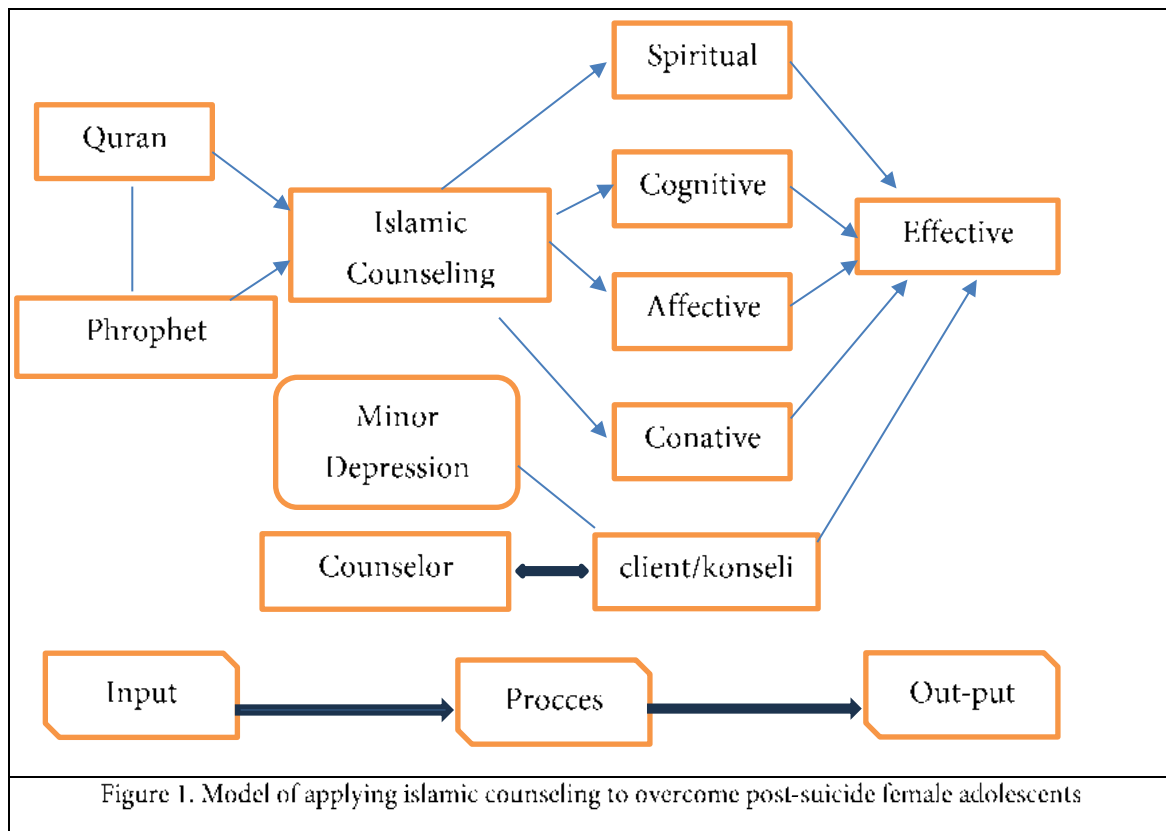 Spiritual
Quran
Cognitive
Islamic
Counseling
Effective
Phrophet
Affective
Minor
Depression
Conative
Counselor
client/konseli
Input
Procces
Out-put
Figure 1. Model of applying islamic counseling to overcome post-suicide female adolescents